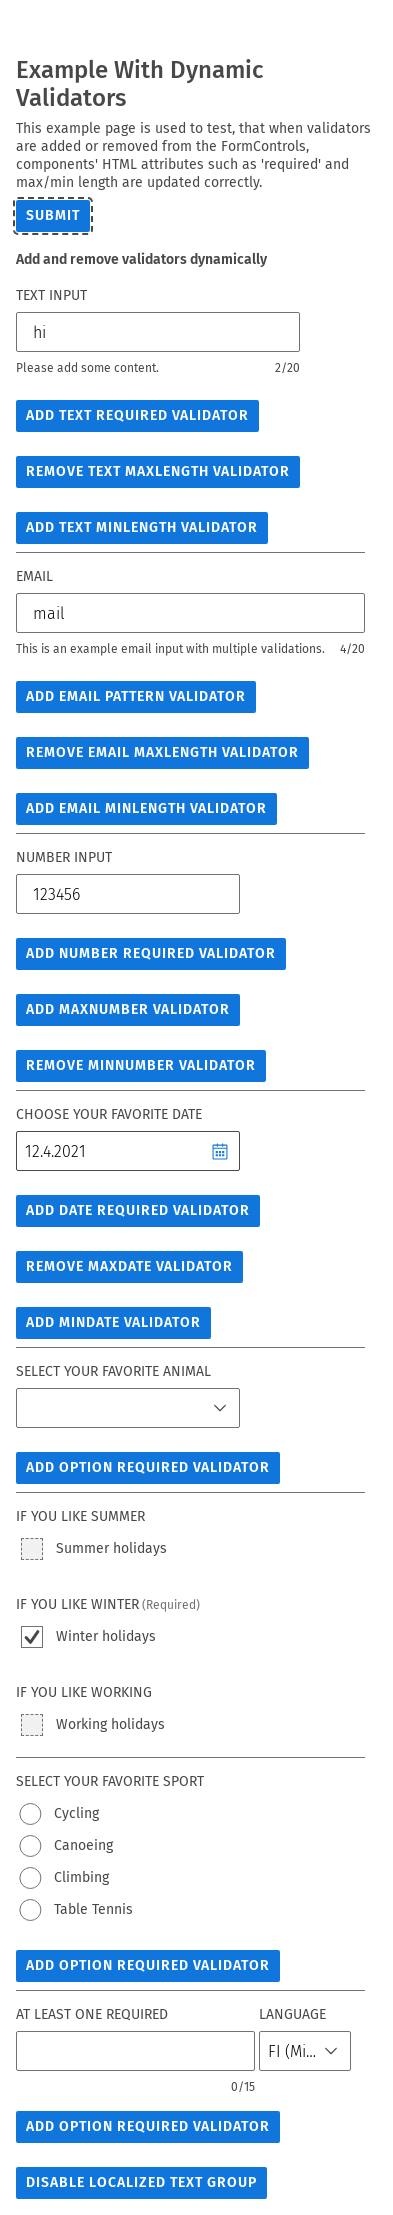 Example With Dynamic
Validators
This example page is used to test, that when validators
are added or removed from the FormControls,
components' HTML attributes such as 'required' and
max/min length are updated correctly.
SUBMIT
Add and remove validators dynamically
TEXT INPUT
hi
Please add some content. 2/20
ADD TEXT REQUIRED VALIDATOR
REMOVE TEXT MAXLENGTH VALIDATOR
ADD TEXT MINLENGTH VALIDATOR
EMAIL
mail
This is an example email input with multiple validations. 4/20
ADD EMAIL PATTERN VALIDATOR
REMOVE EMAIL MAXLENGTH VALIDATOR
ADD EMAIL MINLENGTH VALIDATOR
NUMBER INPUT
123456
ADD NUMBER REQUIRED VALIDATOR
ADD MAXNUMBER VALIDATOR
REMOVE MINNUMBER VALIDATOR
CHOOSE YOUR FAVORITE DATE
12.4.2021
ADD DATE REQUIRED VALIDATOR
REMOVE MAXDATE VALIDATOR
ADD MINDATE VALIDATOR
SELECT YOUR FAVORITE ANIMAL
ADD OPTION REQUIRED VALIDATOR
IF YOU LIKE SUMMER
Summer holidays
IF YOU LIKE WINTER (Required)
Winter holidays
IF YOU LIKE WORKING
Working holidays
SELECT YOUR FAVORITE SPORT
Cycling
Canoeing
Climbing
Table Tennis
ADD OPTION REQUIRED VALIDATOR
AT LEAST ONE REQUIRED LANGUAGE
FI (Mi...
0/15
ADD OPTION REQUIRED VALIDATOR
DISABLE LOCALIZED TEXT GROUP